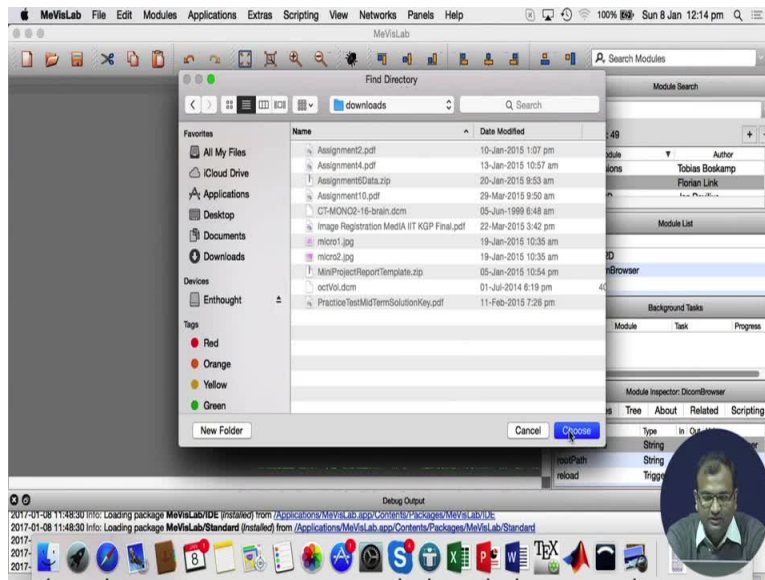 MeVisLab File Edit Modules Applications Extras Scripting View Networks Panels Help 100% Sun 8 Jan 12:14 pm
MeVisLab
Search Modules
Find Directory
Module Search
downloads
Search
Favorites
Name
Date Modified
: 49
All My Files
Assignment2.pdf
10-Jan-2015 1:07 pm
Author
iCloud Drive
Assignment4.pdf
13-Jan-2015 10:57 am
Tobias Boskamp
Assignment6Data.zip
20-Jan-2015 9:53 am
Florian Link
Applications
Assignment10.pdf
29-Mar-2015 9:50 am
Desktop
CT-MONO2-16-brain.dcm
05-Jun-1999 6:48 am
Documents
Image Registration MedIA IIT KGP Final.pdf
22-Mar-2015 3:42 pm
Module List
micro1.jpg
19-Jan-2015 10:35 am
Downloads
micro2.jpg
19-Jan-2015 10:35 am
MiniProjectReportTemplate.zip
05-Jan-2015 10:54 pm
Devices
octVol.dcm
01-Jul-2014 6:19 pm
Enthought
PracticeTestMidTermSolutionKey.pdf
11-Feb-2015 7:26 pm
Background Tasks
Module Task Progress
Tags
Red
Orange
Yellow
Green
Module Inspector: DicomBrowser
Tree About Related Scripting
New Folder
Cancel
Choose
Type In
String
rootPath String
reload
Debug Output
2017-01-08 11:48:30 Info: Loading package MeVisLab/IDE (installed) from /Applications/MeVisLab.app/Contents/Packages/MeVisLab/IDE
2017-01-08 11:48:30 Info: Loading package MeVisLab/Standard (installed) from /Applications/MeVisLab.app/Contents/Packages/MeVisLab/Standard
2017-
2017-
2017-
8
TEX